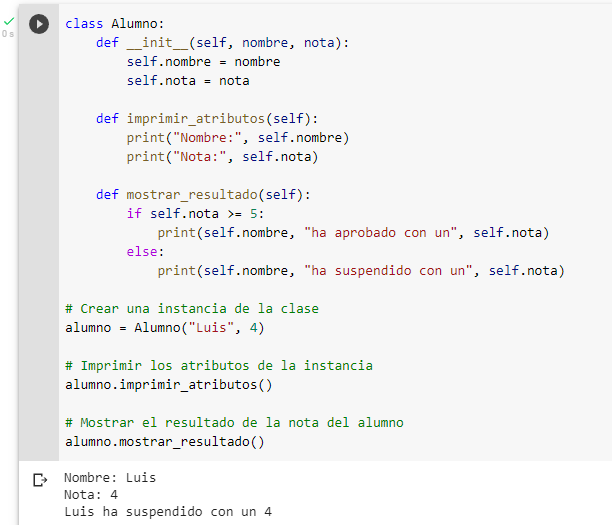 0 s
class Alumno:
    def __init__(self, nombre, nota):
        self.nombre = nombre
        self.nota = nota

    def imprimir_atributos(self):
        print("Nombre:", self.nombre)
        print("Nota:", self.nota)

    def mostrar_resultado(self):
        if self.nota >= 5:
            print(self.nombre, "ha aprobado con un", self.nota)
        else:
            print(self.nombre, "ha suspendido con un", self.nota)

# Crear una instancia de la clase
alumno = Alumno("Luis", 4)

# Imprimir los atributos de la instancia
alumno.imprimir_atributos()

# Mostrar el resultado de la nota del alumno
alumno.mostrar_resultado()

Nombre: Luis
Nota: 4
Luis ha suspendido con un 4